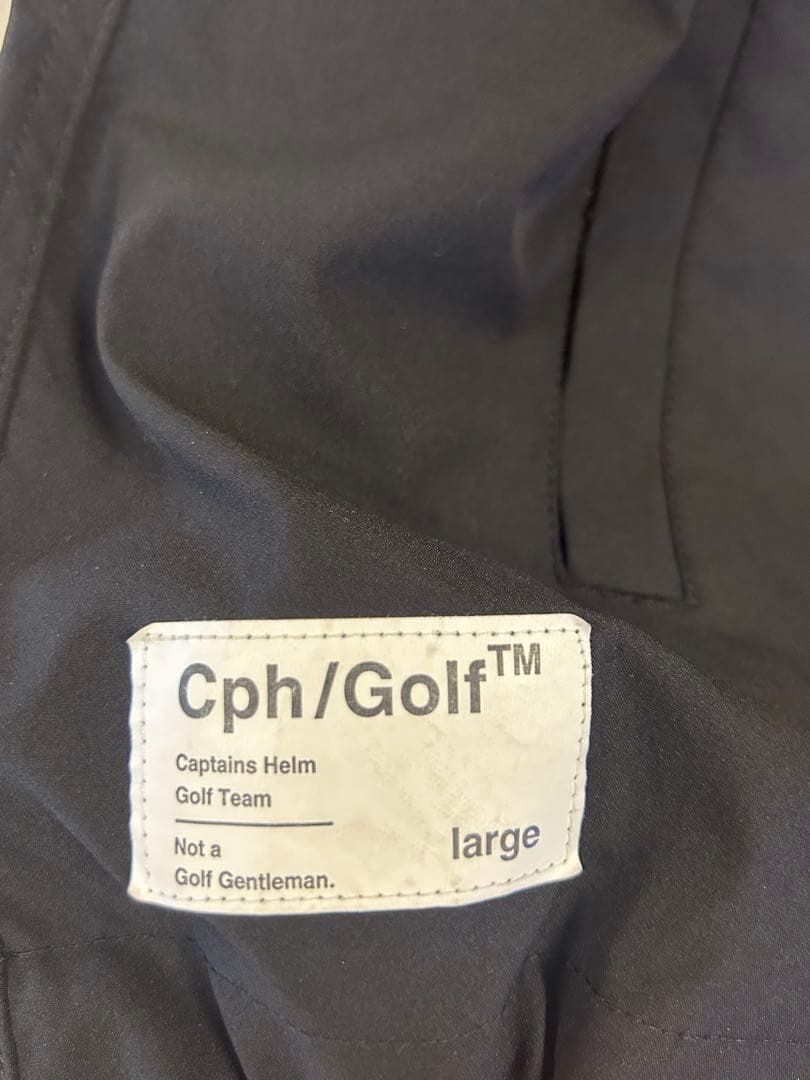 Cph/Golf™
Captains Helm
Golf Team
Not a
Golf Gentleman.
large